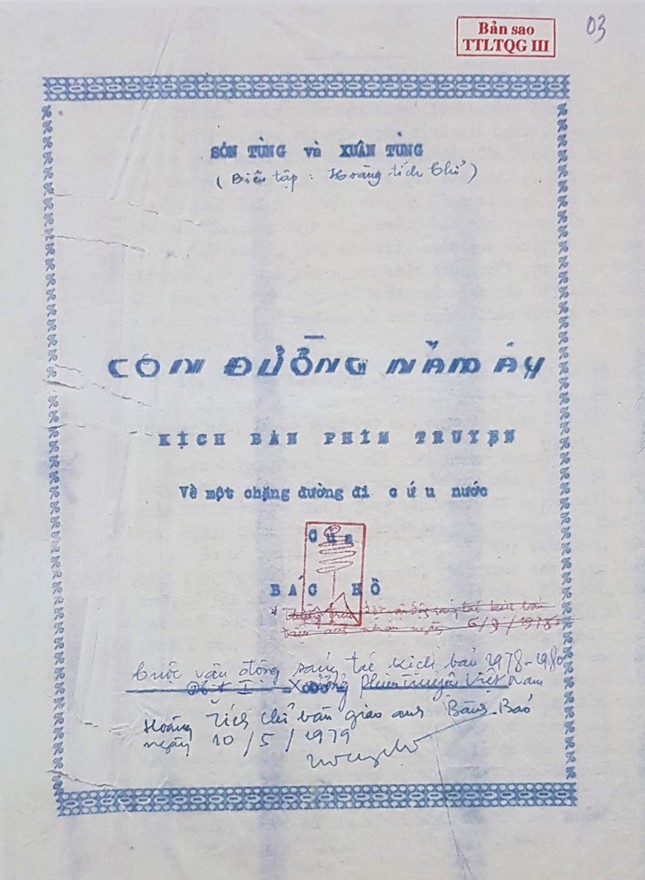 Bản sao
TTLTQG III
03
SƠN TÙNG và XUÂN TÙNG
(Biên tập : Hoàng tích Chỉ)
CON ĐƯỜNG NĂM ẤY
KỊCH BẢN PHIM TRUYỆN
Về một chặng đường đi cứu nước
Của
BÁC HỒ
6/3/1978
Cuộc vận động sáng tác kịch bản 1978-1980
Đợt I - Xưởng phim truyện Việt Nam
Hoàng Tích Chỉ bàn giao
ngày 10/5/1979